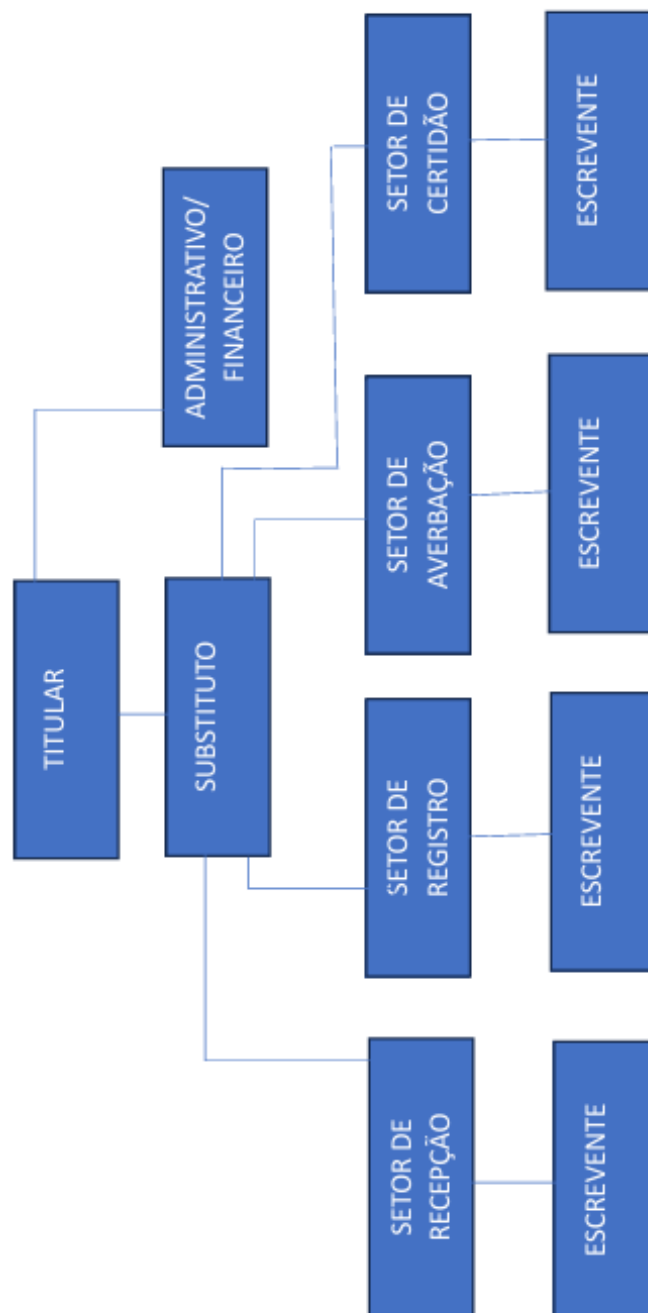 TITULAR
ADMINISTRATIVO/
FINANCEIRO
SUBSTITUTO
SETOR DE
RECEPÇÃO
SETOR DE
REGISTRO
SETOR DE
AVERBAÇÃO
SETOR DE
CERTIDÃO
ESCREVENTE
ESCREVENTE
ESCREVENTE
ESCREVENTE